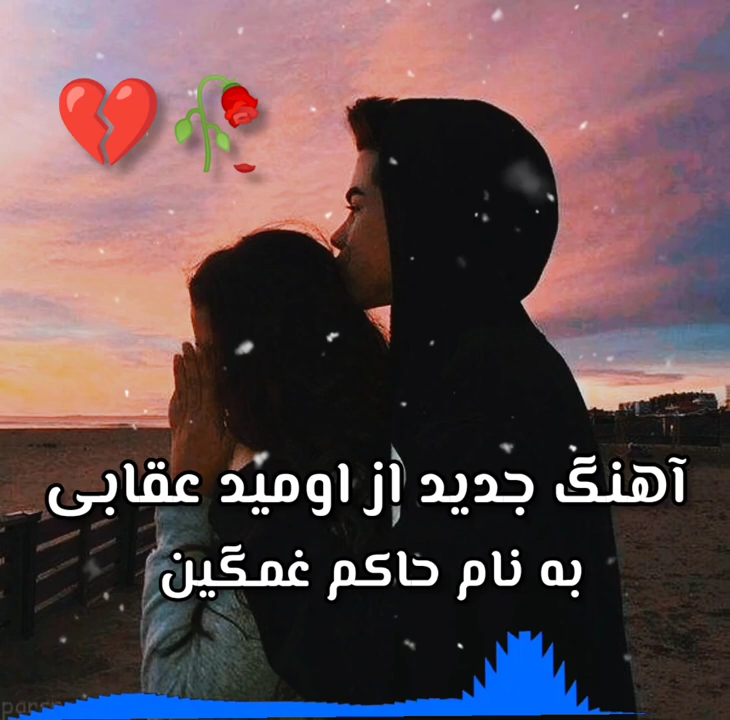 آهنگ جدید از اومید عقابی
به نام حاکم غمگین